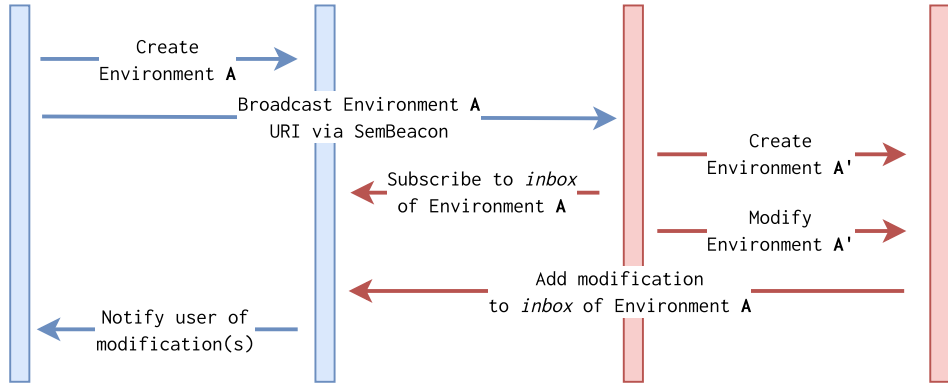 Create
Environment A
Broadcast Environment A
URI via SemBeacon
Create
Environment A'
Subscribe to inbox
of Environment A
Modify
Environment A'
Add modification
to inbox of Environment A
Notify user of
modification(s)